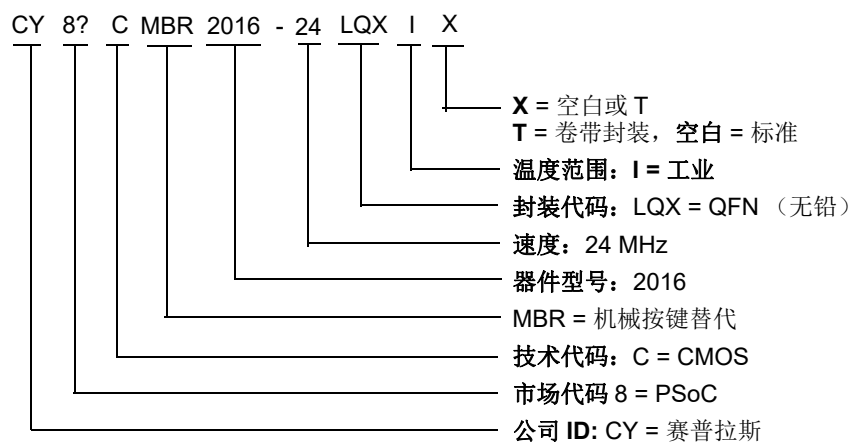 CY 8? C MBR 2016 - 24 LQX I X
X = 空白或 T
T = 卷带封装，空白 = 标准
温度范围：I = 工业
封装代码：LQX = QFN （无铅）
速度：24 MHz
器件型号：2016
MBR = 机械按键替代
技术代码：C = CMOS
市场代码 8 = PSoC
公司 ID: CY = 赛普拉斯